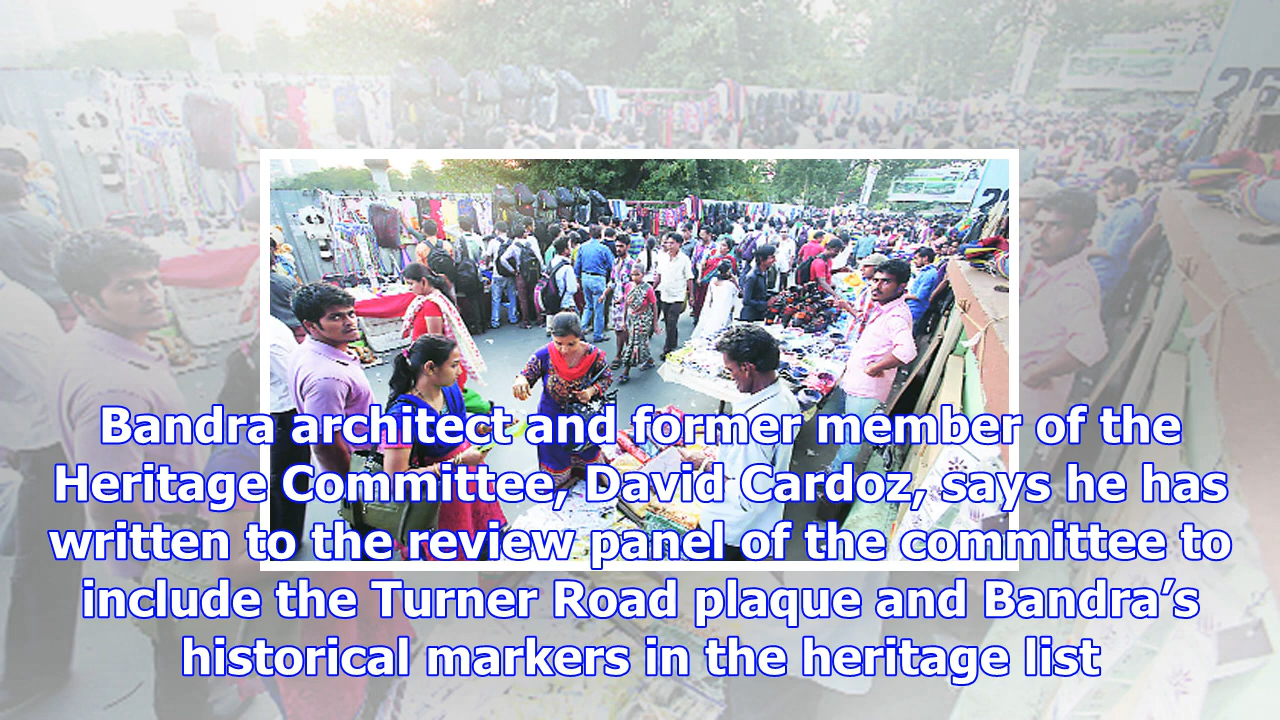 26
Bandra architect and former member of the
Heritage Committee, David Cardoz, says he has
written to the review panel of the committee to
include the Turner Road plaque and Bandra’s
historical markers in the heritage list